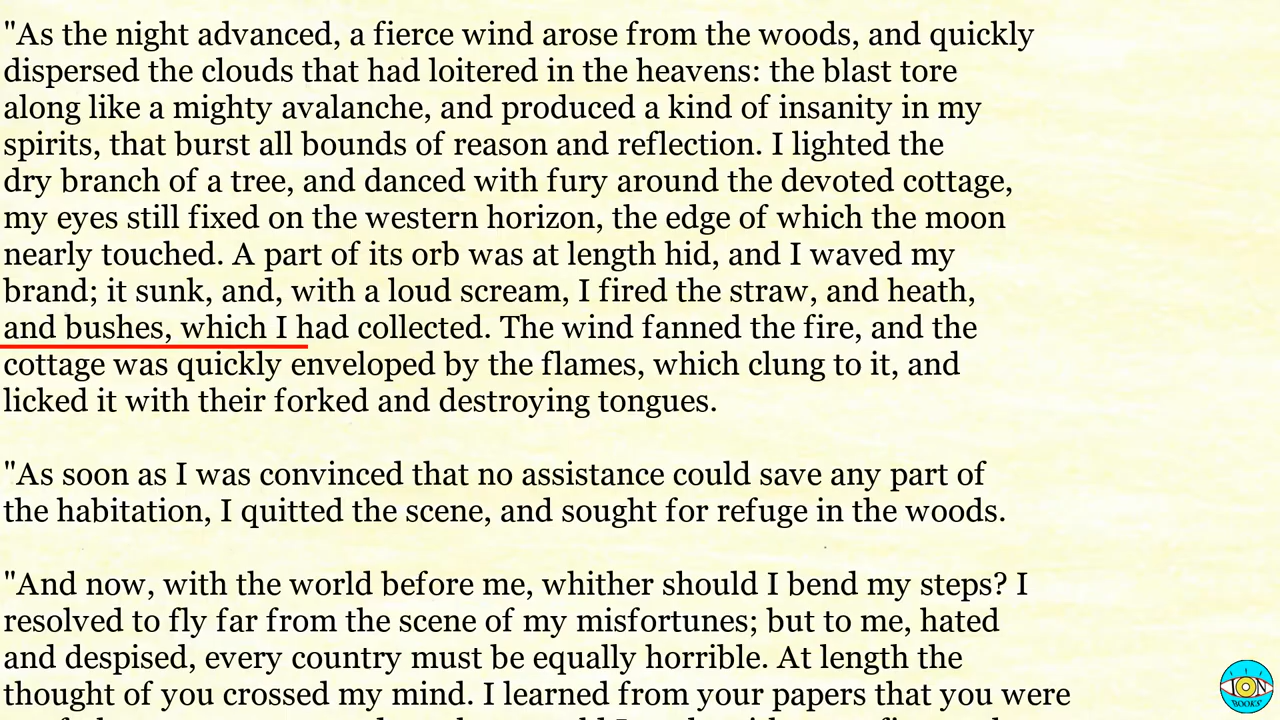 "As the night advanced, a fierce wind arose from the woods, and quickly
dispersed the clouds that had loitered in the heavens: the blast tore
along like a mighty avalanche, and produced a kind of insanity in my
spirits, that burst all bounds of reason and reflection. I lighted the
dry branch of a tree, and danced with fury around the devoted cottage,
my eyes still fixed on the western horizon, the edge of which the moon
nearly touched. A part of its orb was at length hid, and I waved my
brand; it sunk, and, with a loud scream, I fired the straw, and heath,
and bushes, which I had collected. The wind fanned the fire, and the
cottage was quickly enveloped by the flames, which clung to it, and
licked it with their forked and destroying tongues.
"As soon as I was convinced that no assistance could save any part of
the habitation, I quitted the scene, and sought for refuge in the woods.
"And now, with the world before me, whither should I bend my steps? I
resolved to fly far from the scene of my misfortunes; but to me, hated
and despised, every country must be equally horrible. At length the
thought of you crossed my mind. I learned from your papers that you were
ION
BOOKS